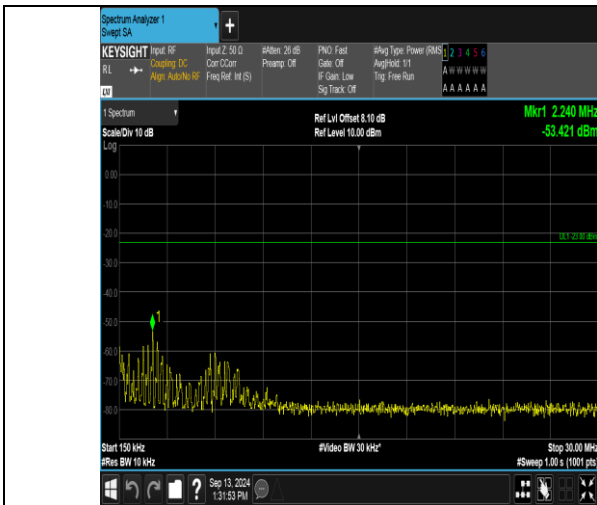 Spectrum Analyzer 1
Swept SA
+
KEYSIGHT Input: RF Input Z: 50 Ω #Atten: 26 dB PNO: Fast #Avg Type: Power (RMS 1 2 3 4 5 6
RL Coupling: DC Corr CCorr Preamp: Off Gate: Off Avg|Hold: 1/1 A W W W W W
Align: Auto/No RF Freq Ref: Int (S) IF Gain: Low Trig: Free Run
LXI Sig Track: Off A A A A A A
1 Spectrum Ref Lvl Offset 8.10 dB Mkr1 2.240 MHz
Scale/Div 10 dB Ref Level 10.00 dBm -53.421 dBm
Log
0.00
-10.0
-20.0
DL1 -23.00 dBm
-30.0
-40.0
-50.0
1
-60.0
-70.0
-80.0
Start 150 kHz #Video BW 30 kHz* Stop 30.00 MHz
#Res BW 10 kHz #Sweep 1.00 s (1001 pts)
? Sep 13, 2024
1:31:53 PM